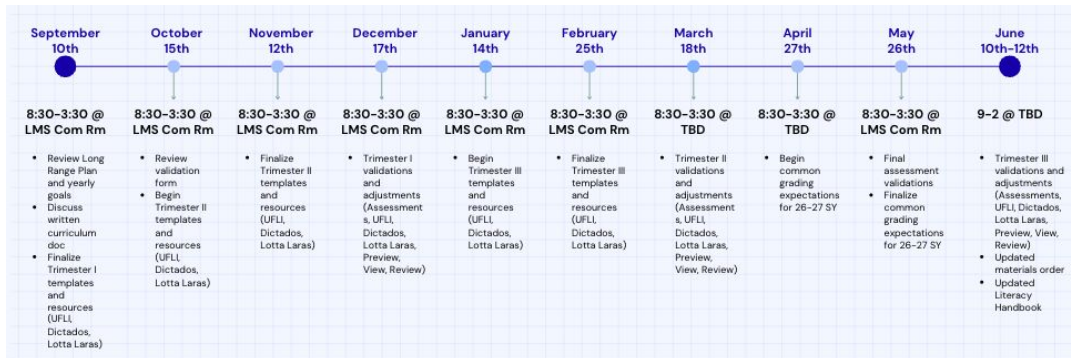 September
10th
8:30-3:30 @
LMS Com Rm
• Review Long
Range Plan
and yearly
goals
• Discuss
written
curriculum
doc
• Finalize
Trimester I
templates
and
resources
(UFLI,
Dictados,
Lotta Laras)
October
15th
8:30-3:30 @
LMS Com Rm
• Review
validation
form
• Begin
Trimester II
templates
and
resources
(UFLI,
Dictados,
Lotta Laras)
November
12th
8:30-3:30 @
LMS Com Rm
• Finalize
Trimester II
templates
and
resources
(UFLI,
Dictados,
Lotta Laras)
December
17th
8:30-3:30 @
LMS Com Rm
• Trimester I
validations
and
adjustments
(Assessment
s, UFLI,
Dictados,
Lotta Laras,
Preview,
View, Review)
January
14th
8:30-3:30 @
LMS Com Rm
• Begin
Trimester III
templates
and
resources
(UFLI,
Dictados,
Lotta Laras)
February
25th
8:30-3:30 @
LMS Com Rm
• Finalize
Trimester III
templates
and
resources
(UFLI,
Dictados,
Lotta Laras)
March
18th
8:30-3:30 @
TBD
• Trimester II
validations
and
adjustments
(Assessment
s, UFLI,
Dictados,
Lotta Laras,
Preview,
View, Review)
April
27th
8:30-3:30 @
TBD
• Begin
common
grading
expectations
for 26-27 SY
May
26th
8:30-3:30 @
LMS Com Rm
• Final
assessment
validations
• Finalize
common
grading
expectations
for 26-27 SY
June
10th-12th
9-2 @ TBD
• Trimester III
validations and
adjustments
(Assessments,
UFLI, Dictados,
Lotta Laras,
Preview, View,
Review)
• Updated
materials order
• Updated
Literacy
Handbook